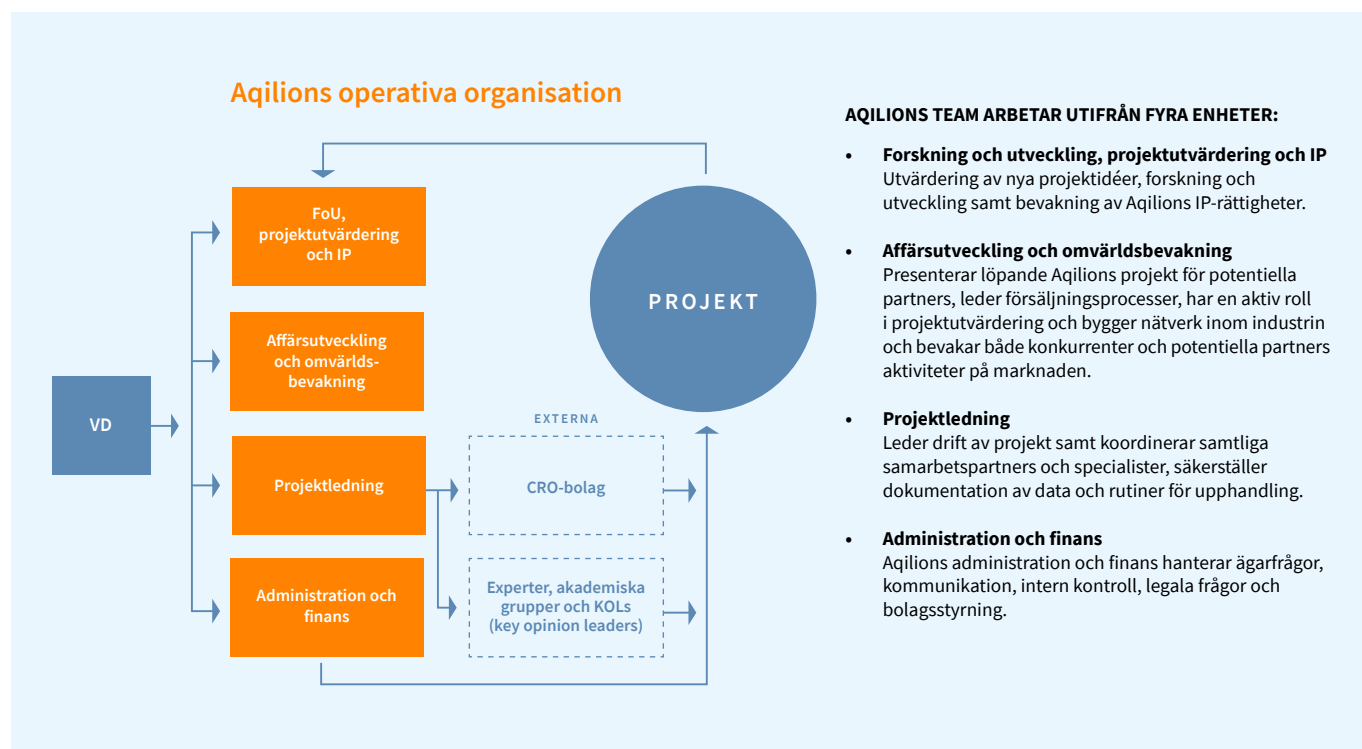 Aqilions operativa organisation
FoU,
projektutvärdering
och IP
Affärsutveckling
och omvärlds-
bevakning
VD
Projektledning
Administration och
finans
EXTERNA
CRO-bolag
Experter, akademiska
grupper och KOLs
(key opinion leaders)
PROJEKT
AQILIONS TEAM ARBETAR UTIFRÅN FYRA ENHETER:
• Forskning och utveckling, projektutvärdering och IP
Utvärdering av nya projektidéer, forskning och
utveckling samt bevakning av Aqilions IP-rättigheter.
• Affärsutveckling och omvärldsbevakning
Presenterar löpande Aqilions projekt för potentiella
partners, leder försäljningsprocesser, har en aktiv roll
i projektutvärdering och bygger nätverk inom industrin
och bevakar både konkurrenter och potentiella partners
aktiviteter på marknaden.
• Projektledning
Leder drift av projekt samt koordinerar samtliga
samarbetspartners och specialister, säkerställer
dokumentation av data och rutiner för upphandling.
• Administration och finans
Aqilions administration och finans hanterar ägarfrågor,
kommunikation, intern kontroll, legala frågor och
bolagsstyrning.